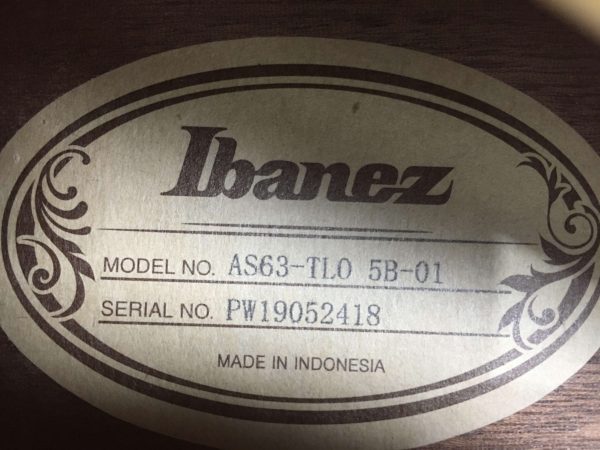 Ibanez
MODEL NO. AS63-TLO 5B-01
SERIAL NO. PW19052418
MADE IN INDONESIA